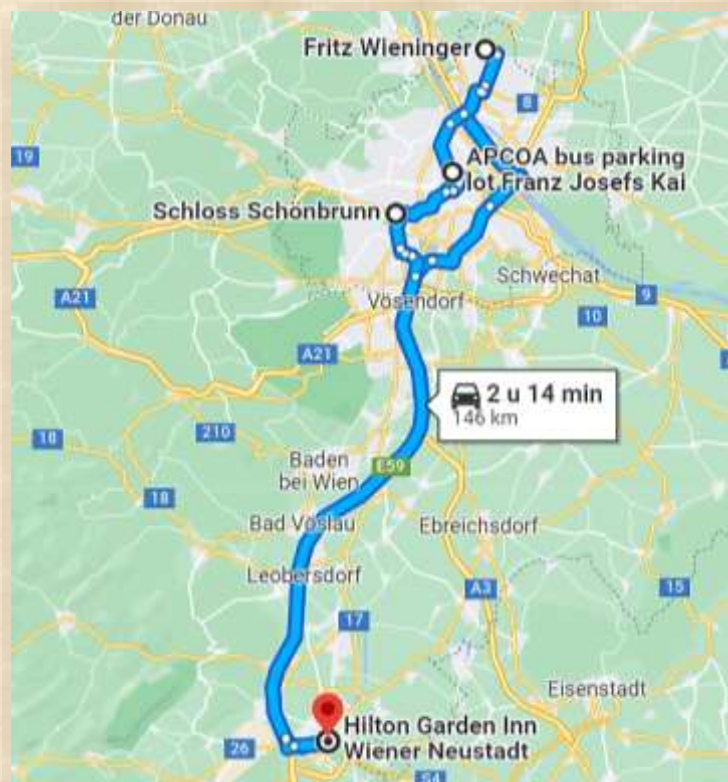 der Donau
Fritz Wieninger
8
19
APCOA bus parking
lot Franz Josefs Kai
Schloss Schönbrunn
Schwechat
A21
9
Vösendorf
10
A21
2 u 14 min
146 km
18
210
Baden
bei Wien
E59
18
Bad Vöslau
Ebreichsdorf
Leobersdorf
A3
15
17
Eisenstadt
Hilton Garden Inn
Wiener Neustadt
26
S4